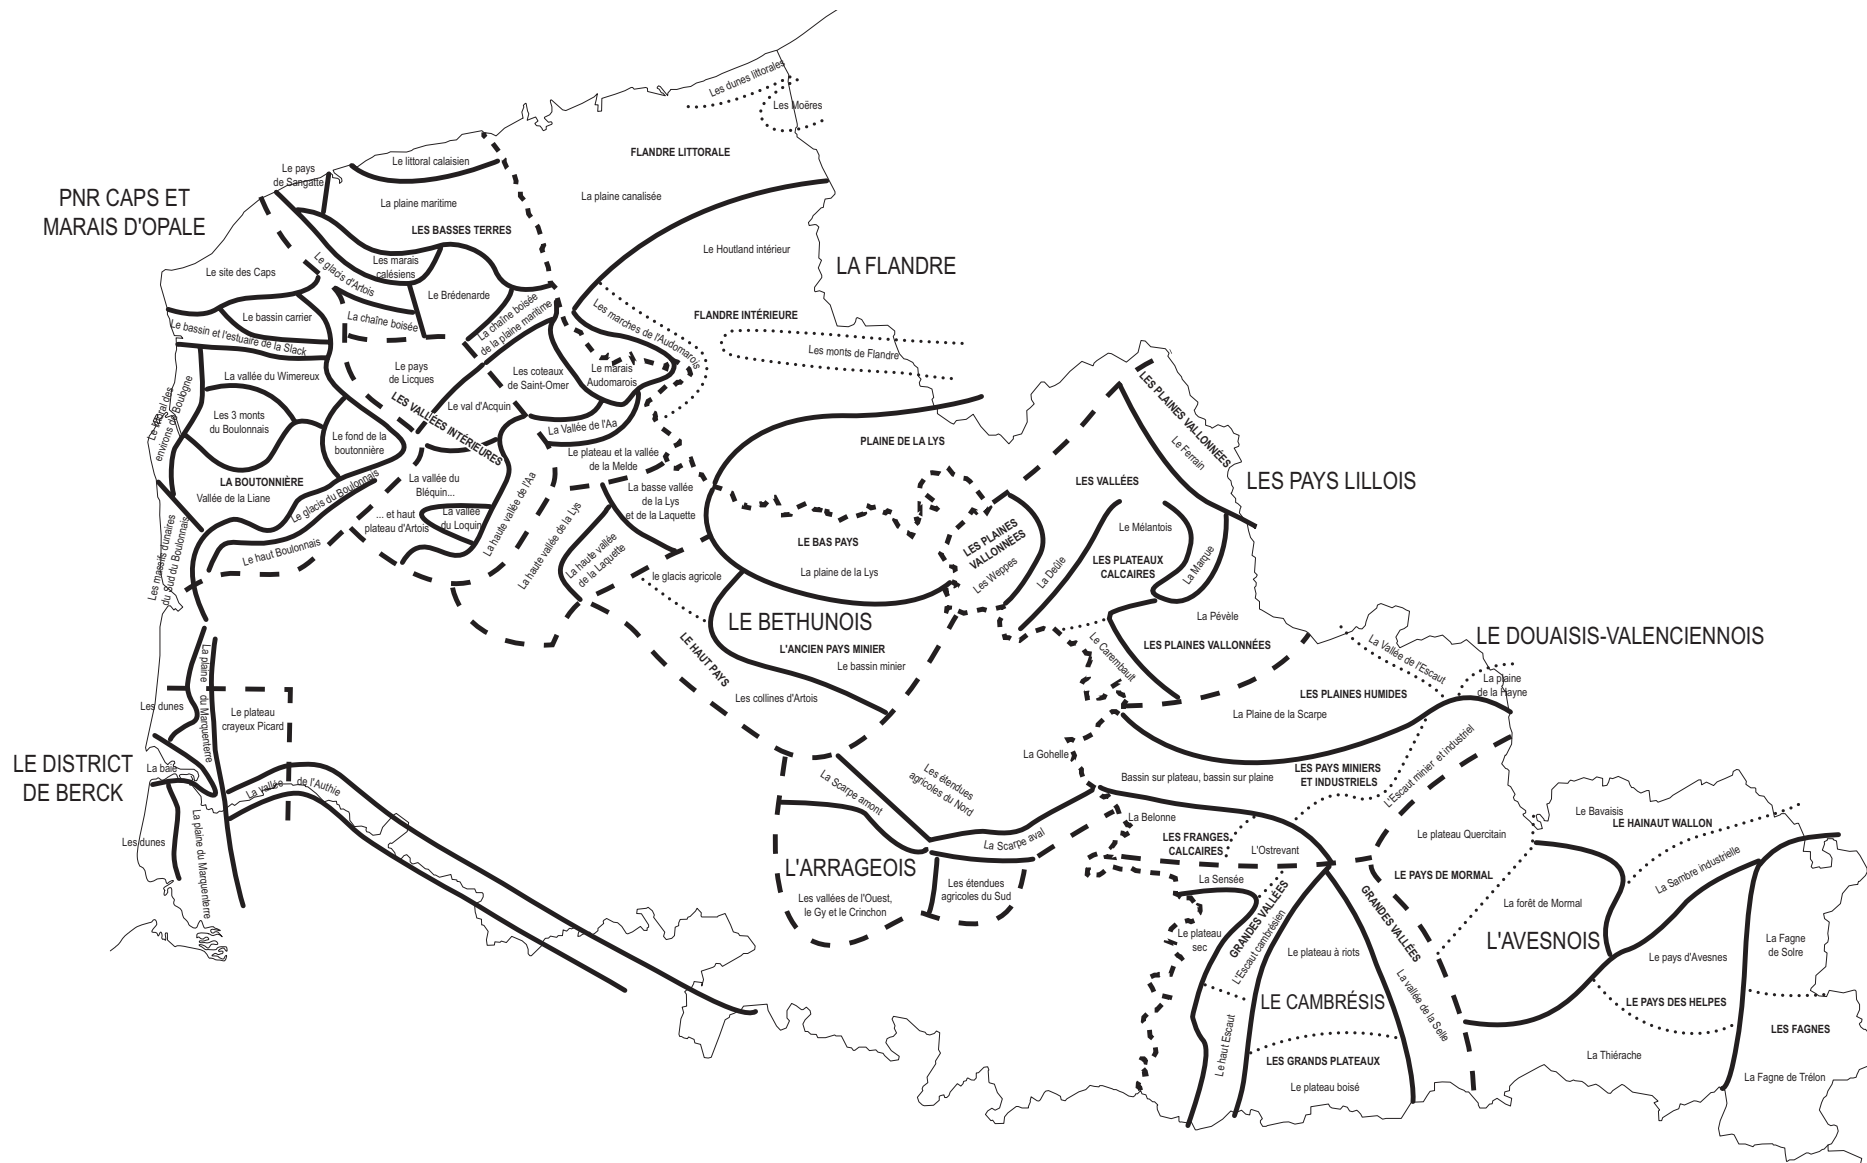 Les dunes littorales
Les Moëres
FLANDRE LITTORALE
Le littoral calaisien
Le pays
de Sangatte
PNR CAPS ET
MARAIS D'OPALE
La plaine maritime
La plaine canalisée
LES BASSES TERRES
Le Houtland intérieur
LA FLANDRE
Le site des Caps
Le glacis d'Artois
Les marais
calésiens
Le Brédenarde
Le bassin carrier
La chaîne boisée
La chaîne boisée
de la plaine maritime
Les marches de l'Audomarois
FLANDRE INTÉRIEURE
Les monts de Flandre
Le bassin et l'estuaire de la Slack
Le pays
de Licques
Les coteaux
de Saint-Omer
Le marais
Audomarois
La vallée du Wimereux
Le littoral des
environs de Boulogne
Les 3 monts
du Boulonnais
LES VALLÉES INTÉRIEURES
Le val d'Acquin
La Vallée de l'Aa
Le fond de la
boutonnière
PLAINE DE LA LYS
LES PLAINES VALLONNÉES
Le Ferrain
LES PAYS LILLOIS
Le plateau et la vallée
de la Melde
LA BOUTONNIÈRE
Vallée de la Liane
Le glacis du Boulonnais
La vallée du
Bléquin...
La basse vallée
de la Lys
et de la Laquette
LES VALLÉES
... et haut
plateau d'Artois
La vallée
du Loquin
La haute vallée de l'Aa
La haute vallée de la Lys
La haute vallée
de la Laquette
Le haut Boulonnais
Les massifs dunaires
du Sud du Boulonnais
LE BAS PAYS
La plaine de la Lys
LES PLAINES
VALLONNÉES
Les Weppes
La Deûle
Le Mélantois
LES PLATEAUX
CALCAIRES
La Marque
le glacis agricole
LE BETHUNOIS
L'ANCIEN PAYS MINIER
Le bassin minier
LE HAUT PAYS
Les collines d'Artois
La Pévèle
LES PLAINES VALLONNÉES
Le Carembault
LE DOUAISIS-VALENCIENNOIS
La Vallée de l'Escaut
La plaine
de la Hayne
LES PLAINES HUMIDES
La Plaine de la Scarpe
La plaine du Marquenterre
Les dunes
Le plateau
crayeux Picard
LE DISTRICT
DE BERCK
La baie
La vallée de l'Authie
Les dunes
La plaine du Marquenterre
La Gohelle
Bassin sur plateau, bassin sur plaine
LES PAYS MINIERS
ET INDUSTRIELS
L'Escaut minier et industriel
La Scarpe amont
Les étendues
agricoles du Nord
La Scarpe aval
L'ARRAGEOIS
Les vallées de l'Ouest,
le Gy et le Crinchon
Les étendues
agricoles du Sud
La Belonne
LES FRANGES
CALCAIRES
L'Ostrevant
La Sensée
Le plateau
sec
GRANDES VALLÉES
L'Escaut cambrésien
Le plateau à riots
LE CAMBRÉSIS
Le haut Escaut
LES GRANDS PLATEAUX
Le plateau boisé
GRANDES VALLÉES
La vallée de la Selle
Le plateau Quercitain
LE PAYS DE MORMAL
La forêt de Mormal
L'AVESNOIS
Le Bavaisis
LE HAINAUT WALLON
La Sambre industrielle
Le pays d'Avesnes
LE PAYS DES HELPES
La Thiérache
La Fagne
de Solre
LES FAGNES
La Fagne de Trélon